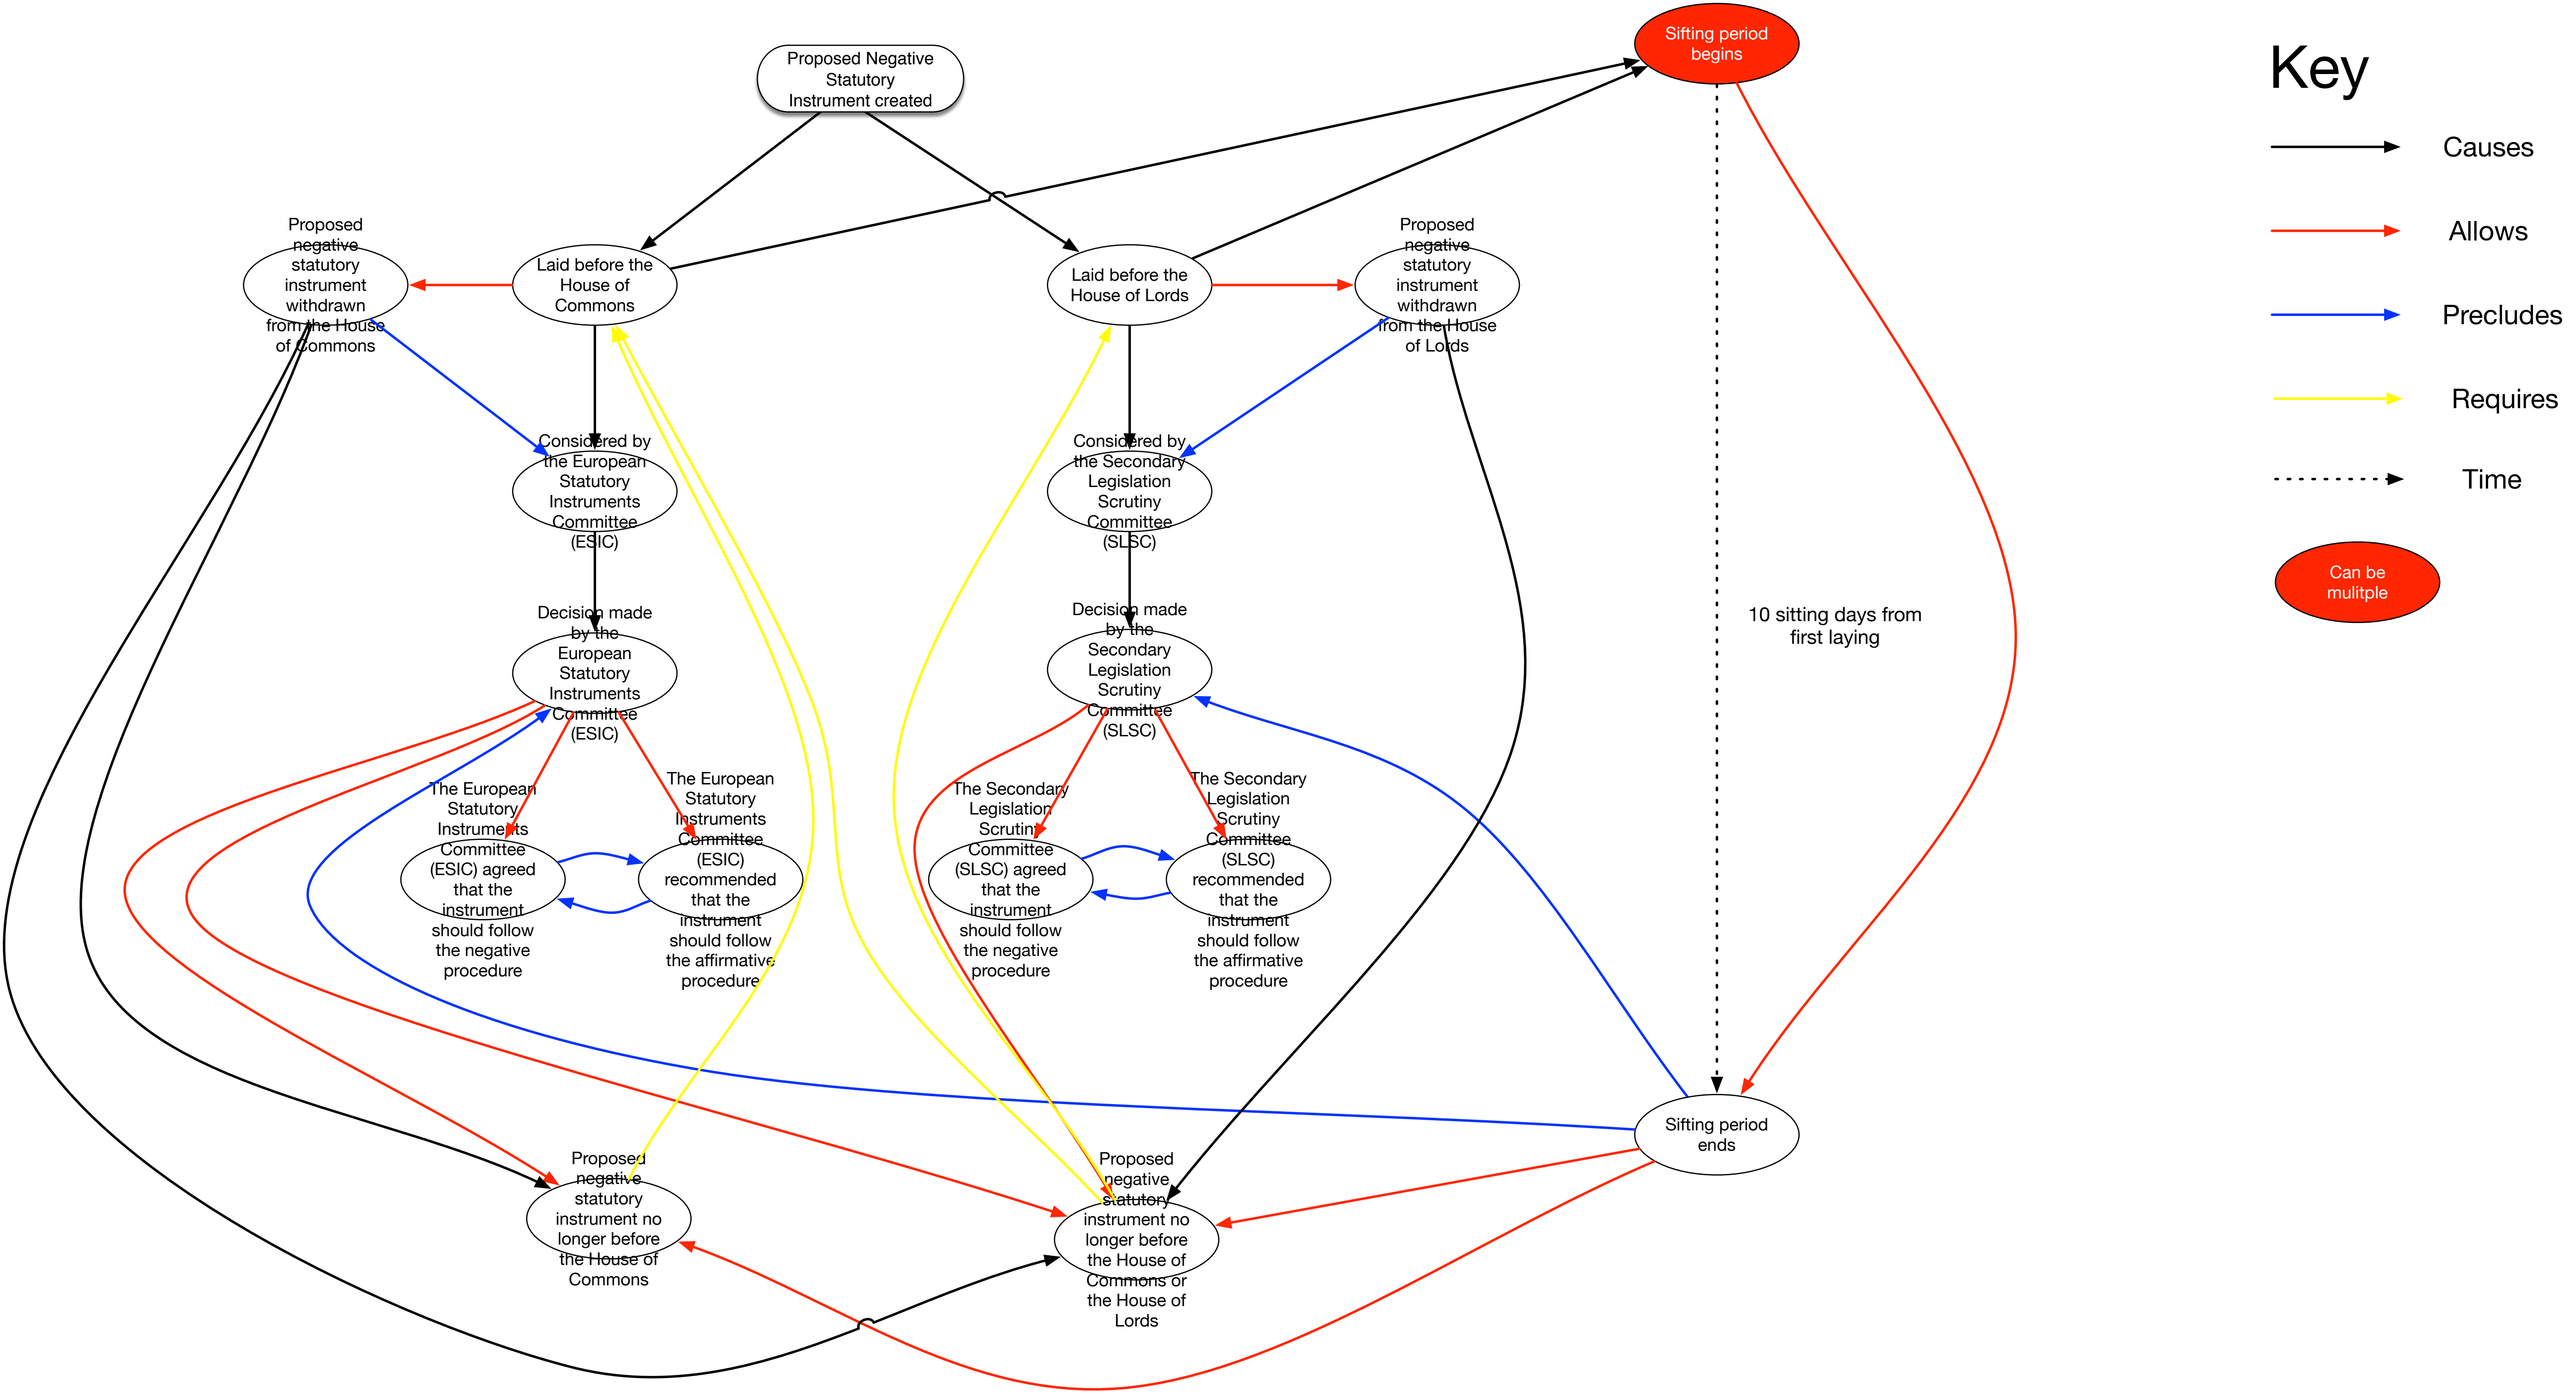 Sifting period
begins
Proposed Negative
Statutory
Instrument created
Key
Causes
Allows
Precludes
Requires
Time
Can be
mulitple
Proposed
negative
statutory
instrument
withdrawn
from the House
of Commons
Laid before the
House of
Commons
Laid before the
House of Lords
Proposed
negative
statutory
instrument
withdrawn
from the House
of Lords
Considered by
the European
Statutory
Instruments
Committee
(ESIC)
Considered by
the Secondary
Legislation
Scrutiny
Committee
(SLSC)
Decision made
by the
European
Statutory
Instruments
Committee
(ESIC)
Decision made
by the
Secondary
Legislation
Scrutiny
Committee
(SLSC)
10 sitting days from
first laying
The European
Statutory
Instruments
Committee
(ESIC) agreed
that the
instrument
should follow
the negative
procedure
The European
Statutory
Instruments
Committee
(ESIC)
recommended
that the
instrument
should follow
the affirmative
procedure
The Secondary
Legislation
Scrutiny
Committee
(SLSC) agreed
that the
instrument
should follow
the negative
procedure
The Secondary
Legislation
Scrutiny
Committee
(SLSC)
recommended
that the
instrument
should follow
the affirmative
procedure
Sifting period
ends
Proposed
negative
statutory
instrument no
longer before
the House of
Commons
Proposed
negative
statutory
instrument no
longer before
the House of
Commons or
the House of
Lords